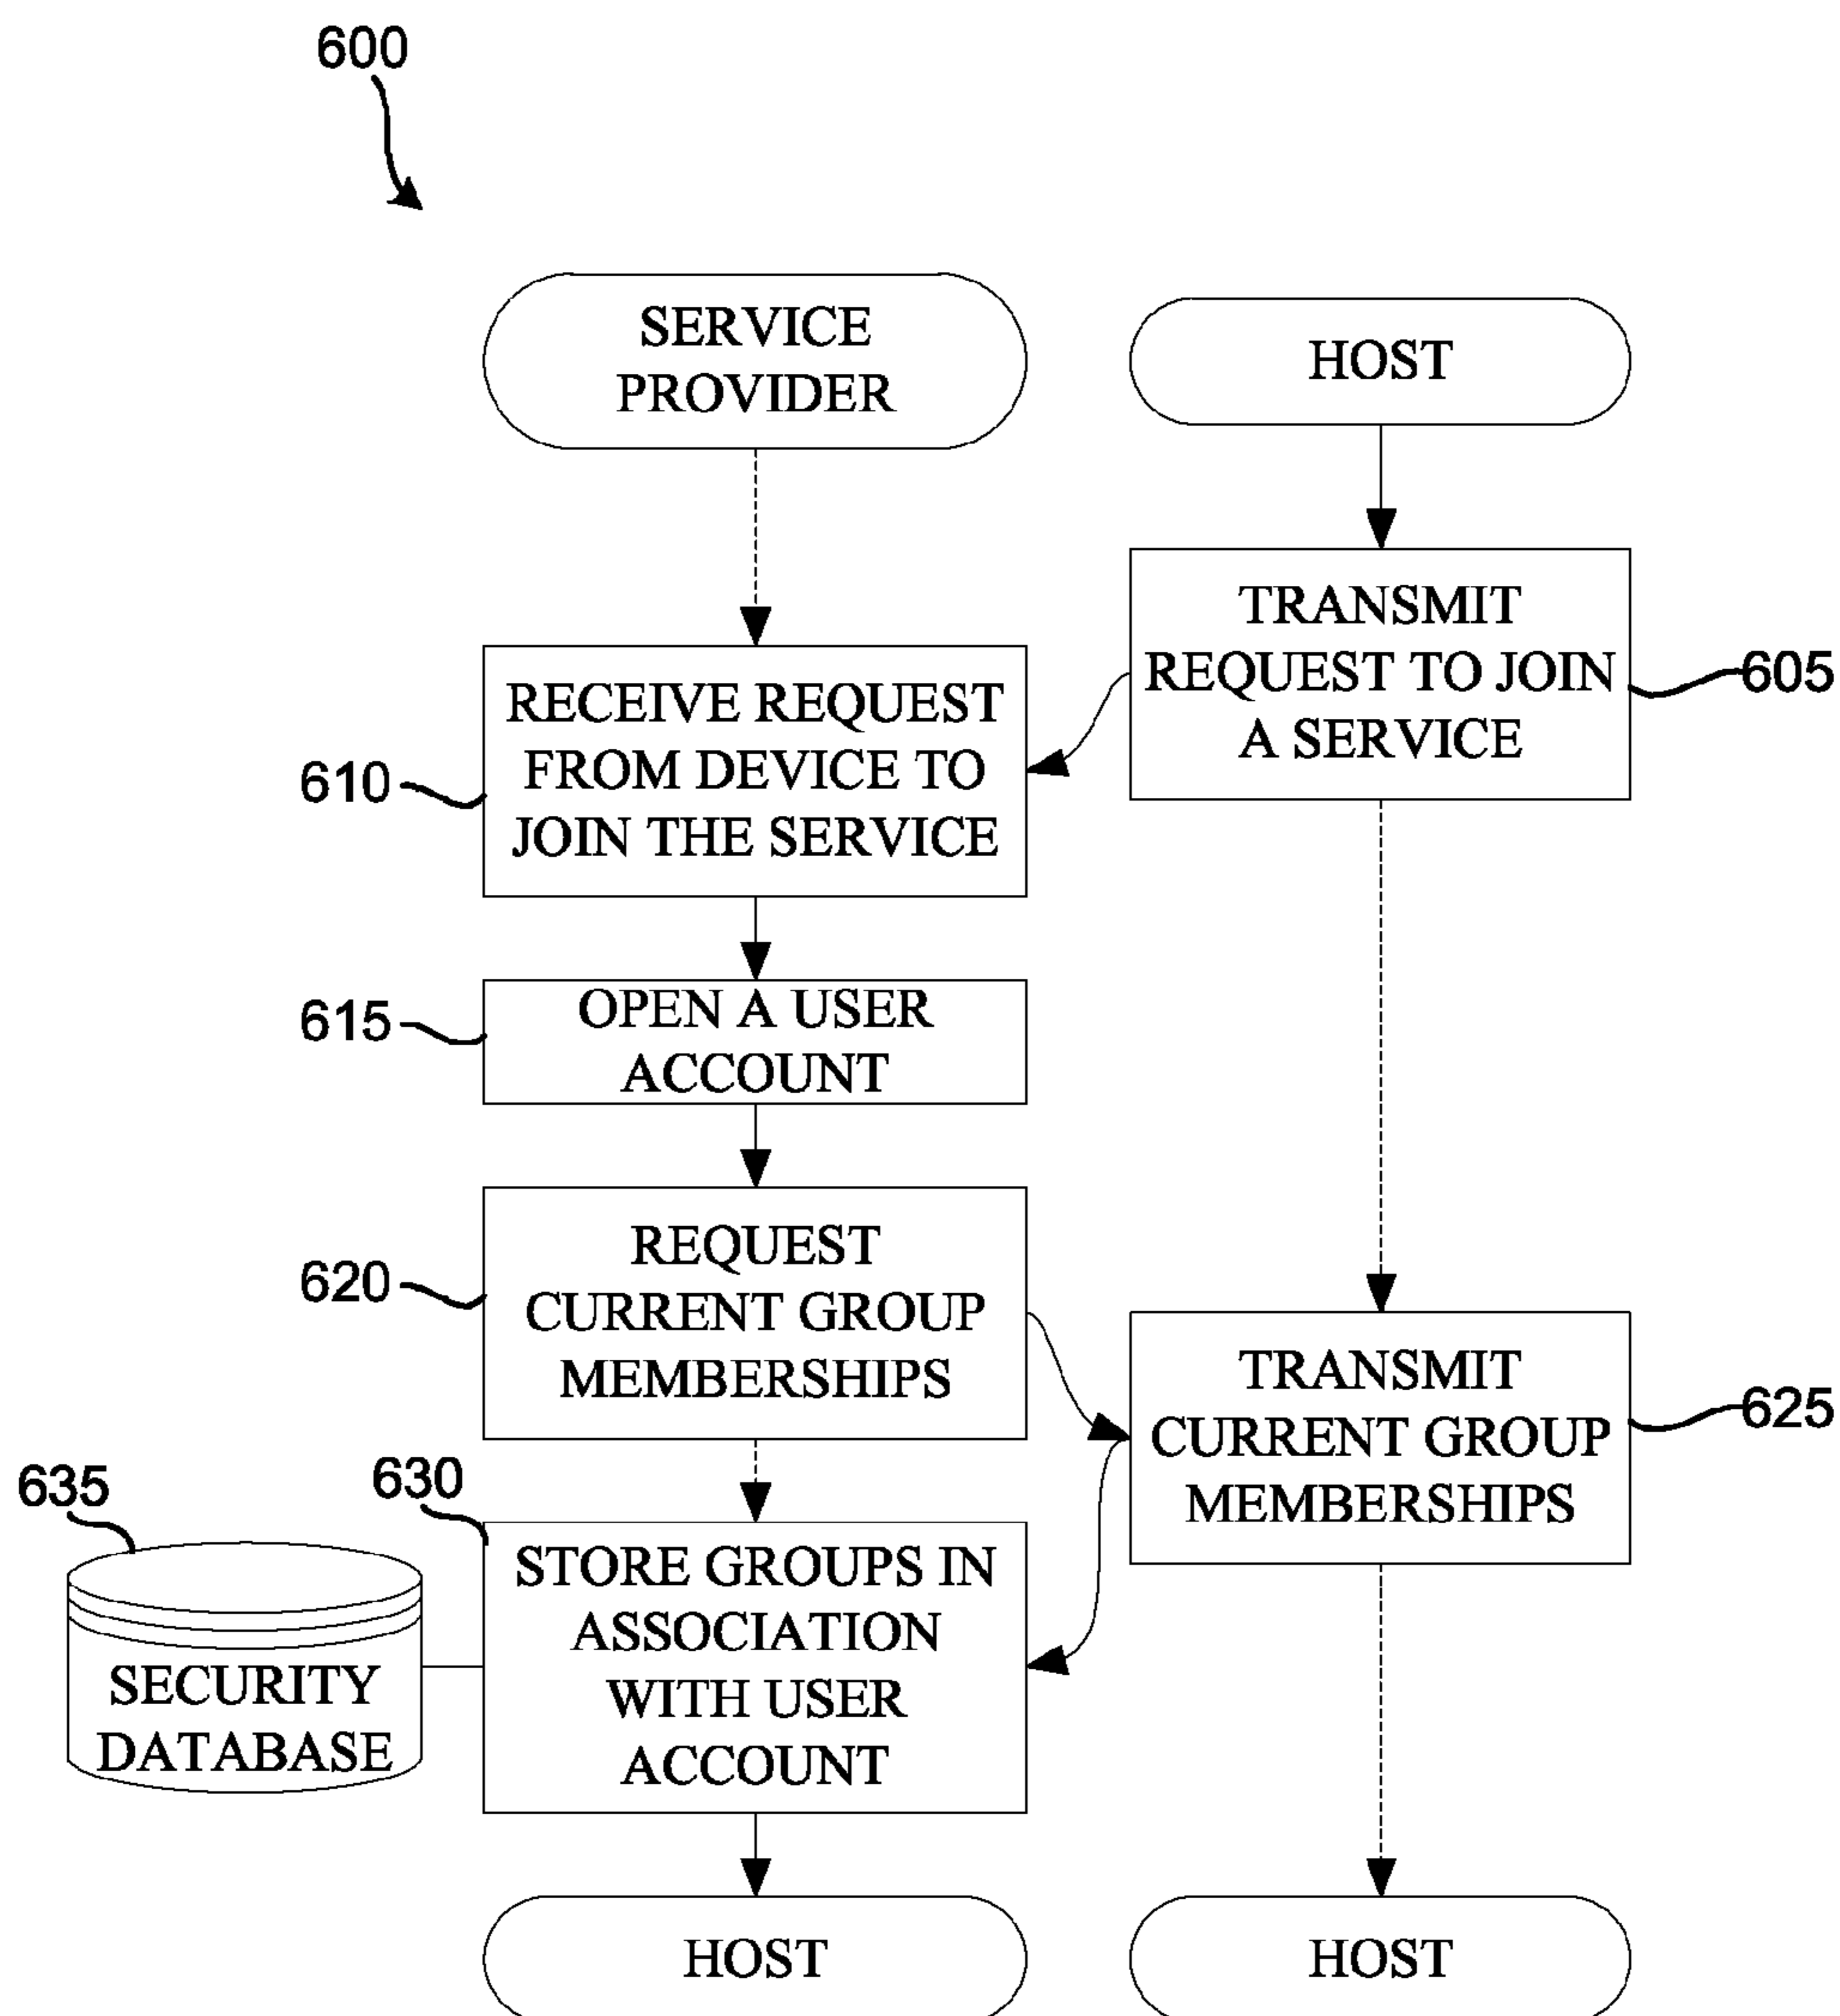 600
SERVICE
PROVIDER
HOST
TRANSMIT
REQUEST TO JOIN
A SERVICE
605
RECEIVE REQUEST
FROM DEVICE TO
JOIN THE SERVICE
610
OPEN A USER
ACCOUNT
615
REQUEST
CURRENT GROUP
MEMBERSHIPS
620
TRANSMIT
CURRENT GROUP
MEMBERSHIPS
625
630
STORE GROUPS IN
ASSOCIATION
WITH USER
ACCOUNT
635
SECURITY
DATABASE
HOST
HOST